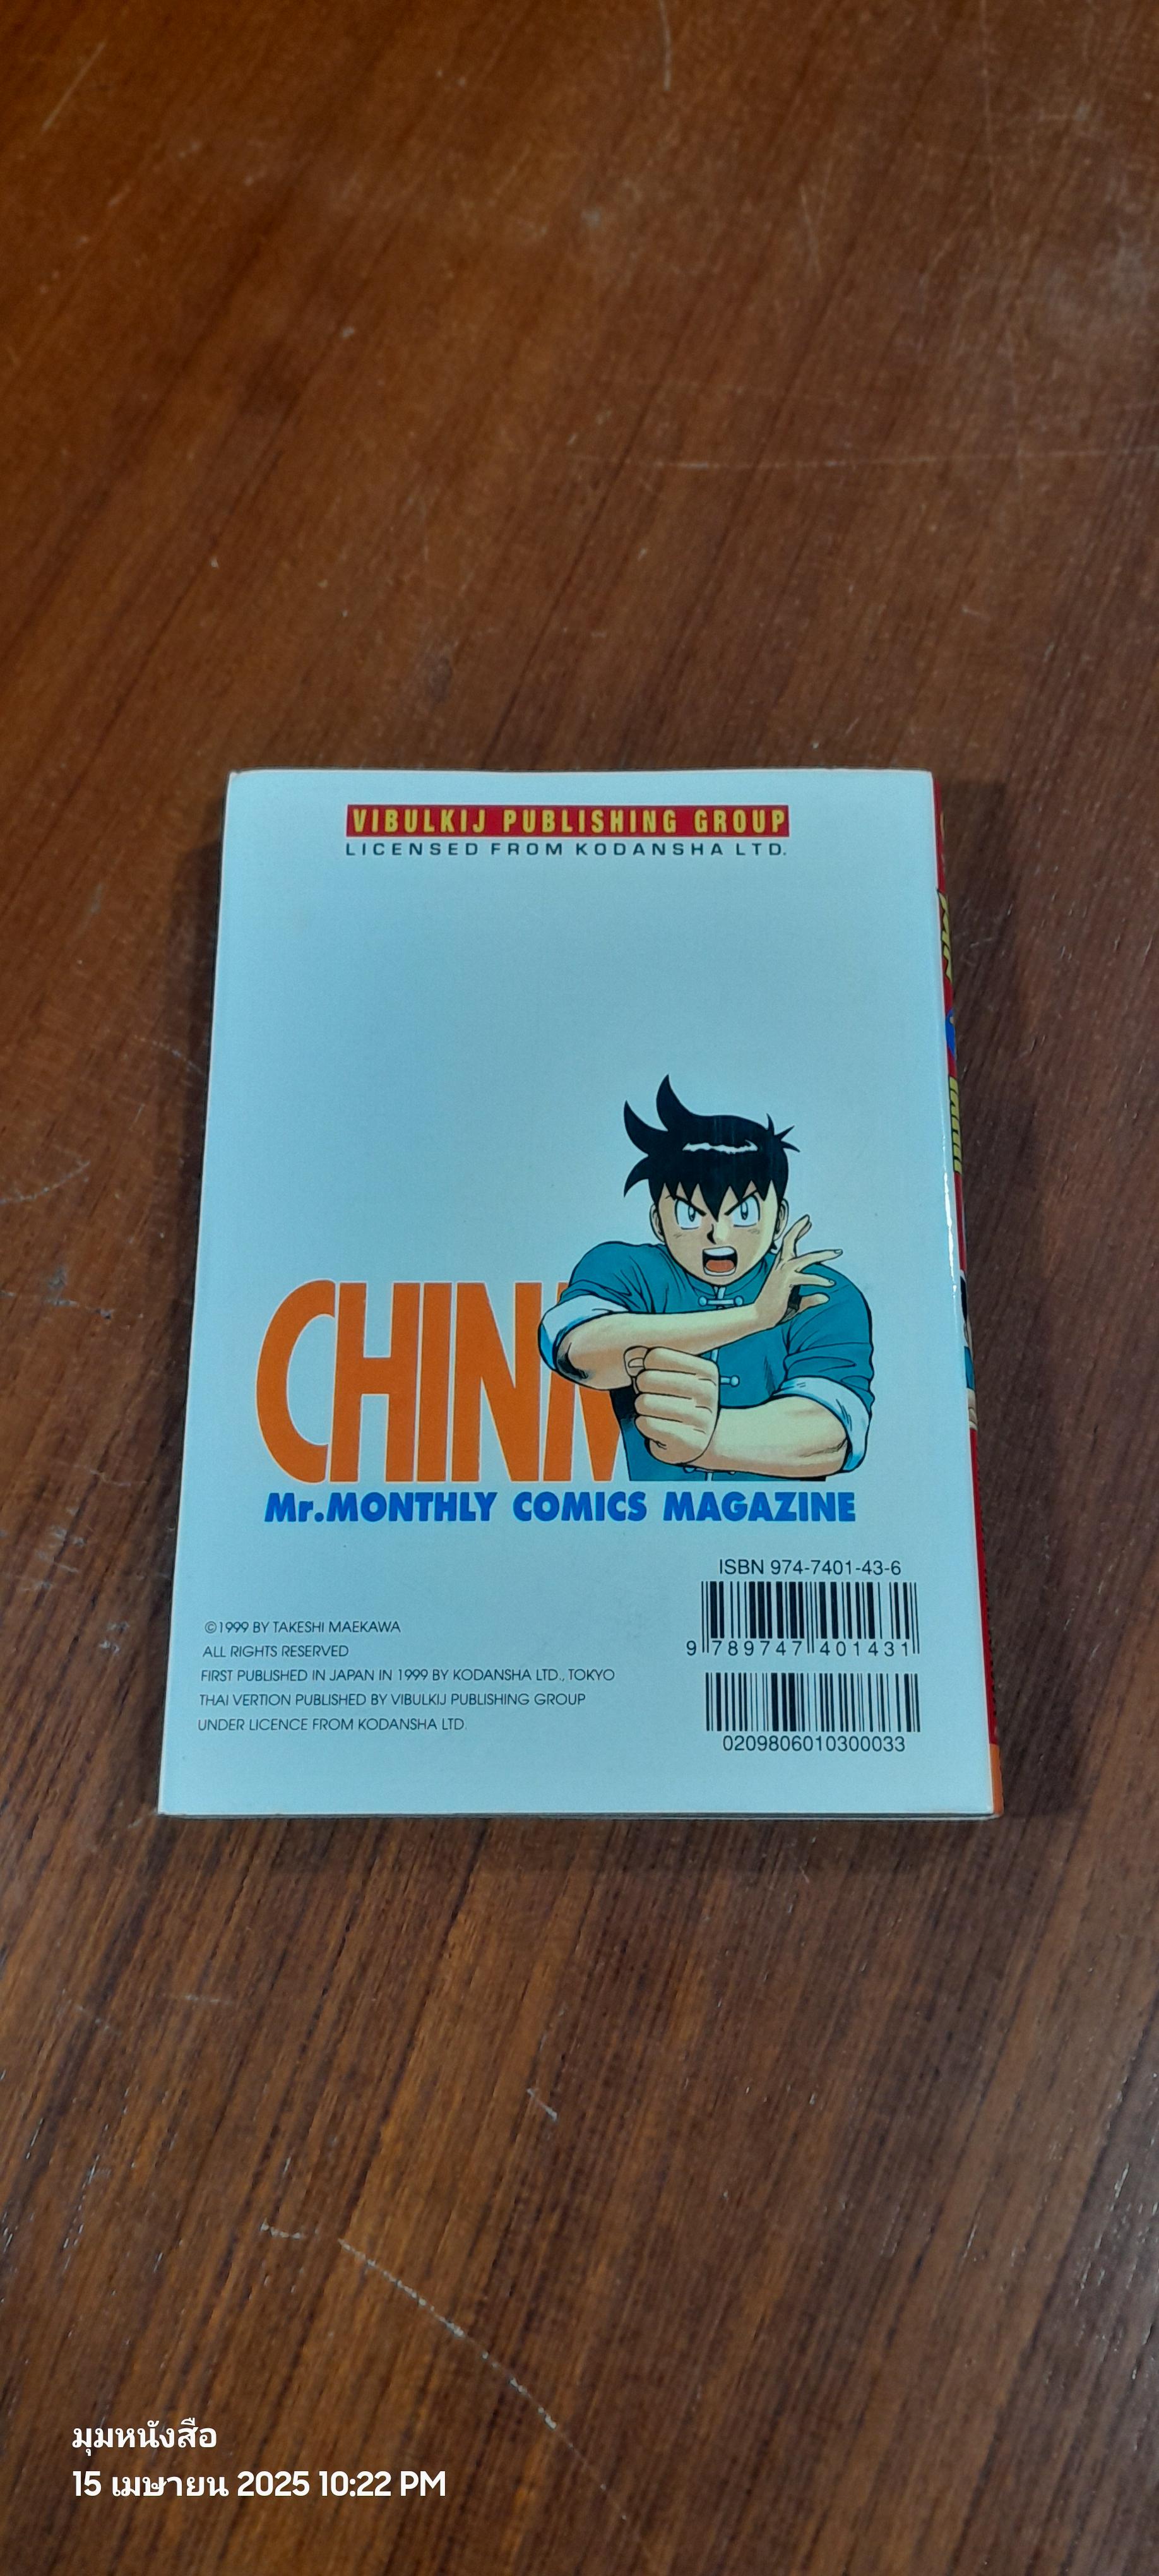 VIBULKIJ PUBLISHING GROUP
LICENSED FROM KODANSHA LTD.
CHINM
Mr.MONTHLY COMICS MAGAZINE
ISBN 974-7401-43-6
9 789747 401431
0209806010300033
©1999 BY TAKESHI MAEKAWA
ALL RIGHTS RESERVED
FIRST PUBLISHED IN JAPAN IN 1999 BY KODANSHA LTD., TOKYO
THAI VERTION PUBLISHED BY VIBULKIJ PUBLISHING GROUP
UNDER LICENCE FROM KODANSHA LTD.
มุมหนังสือ
15 เมษายน 2025 10:22 PM